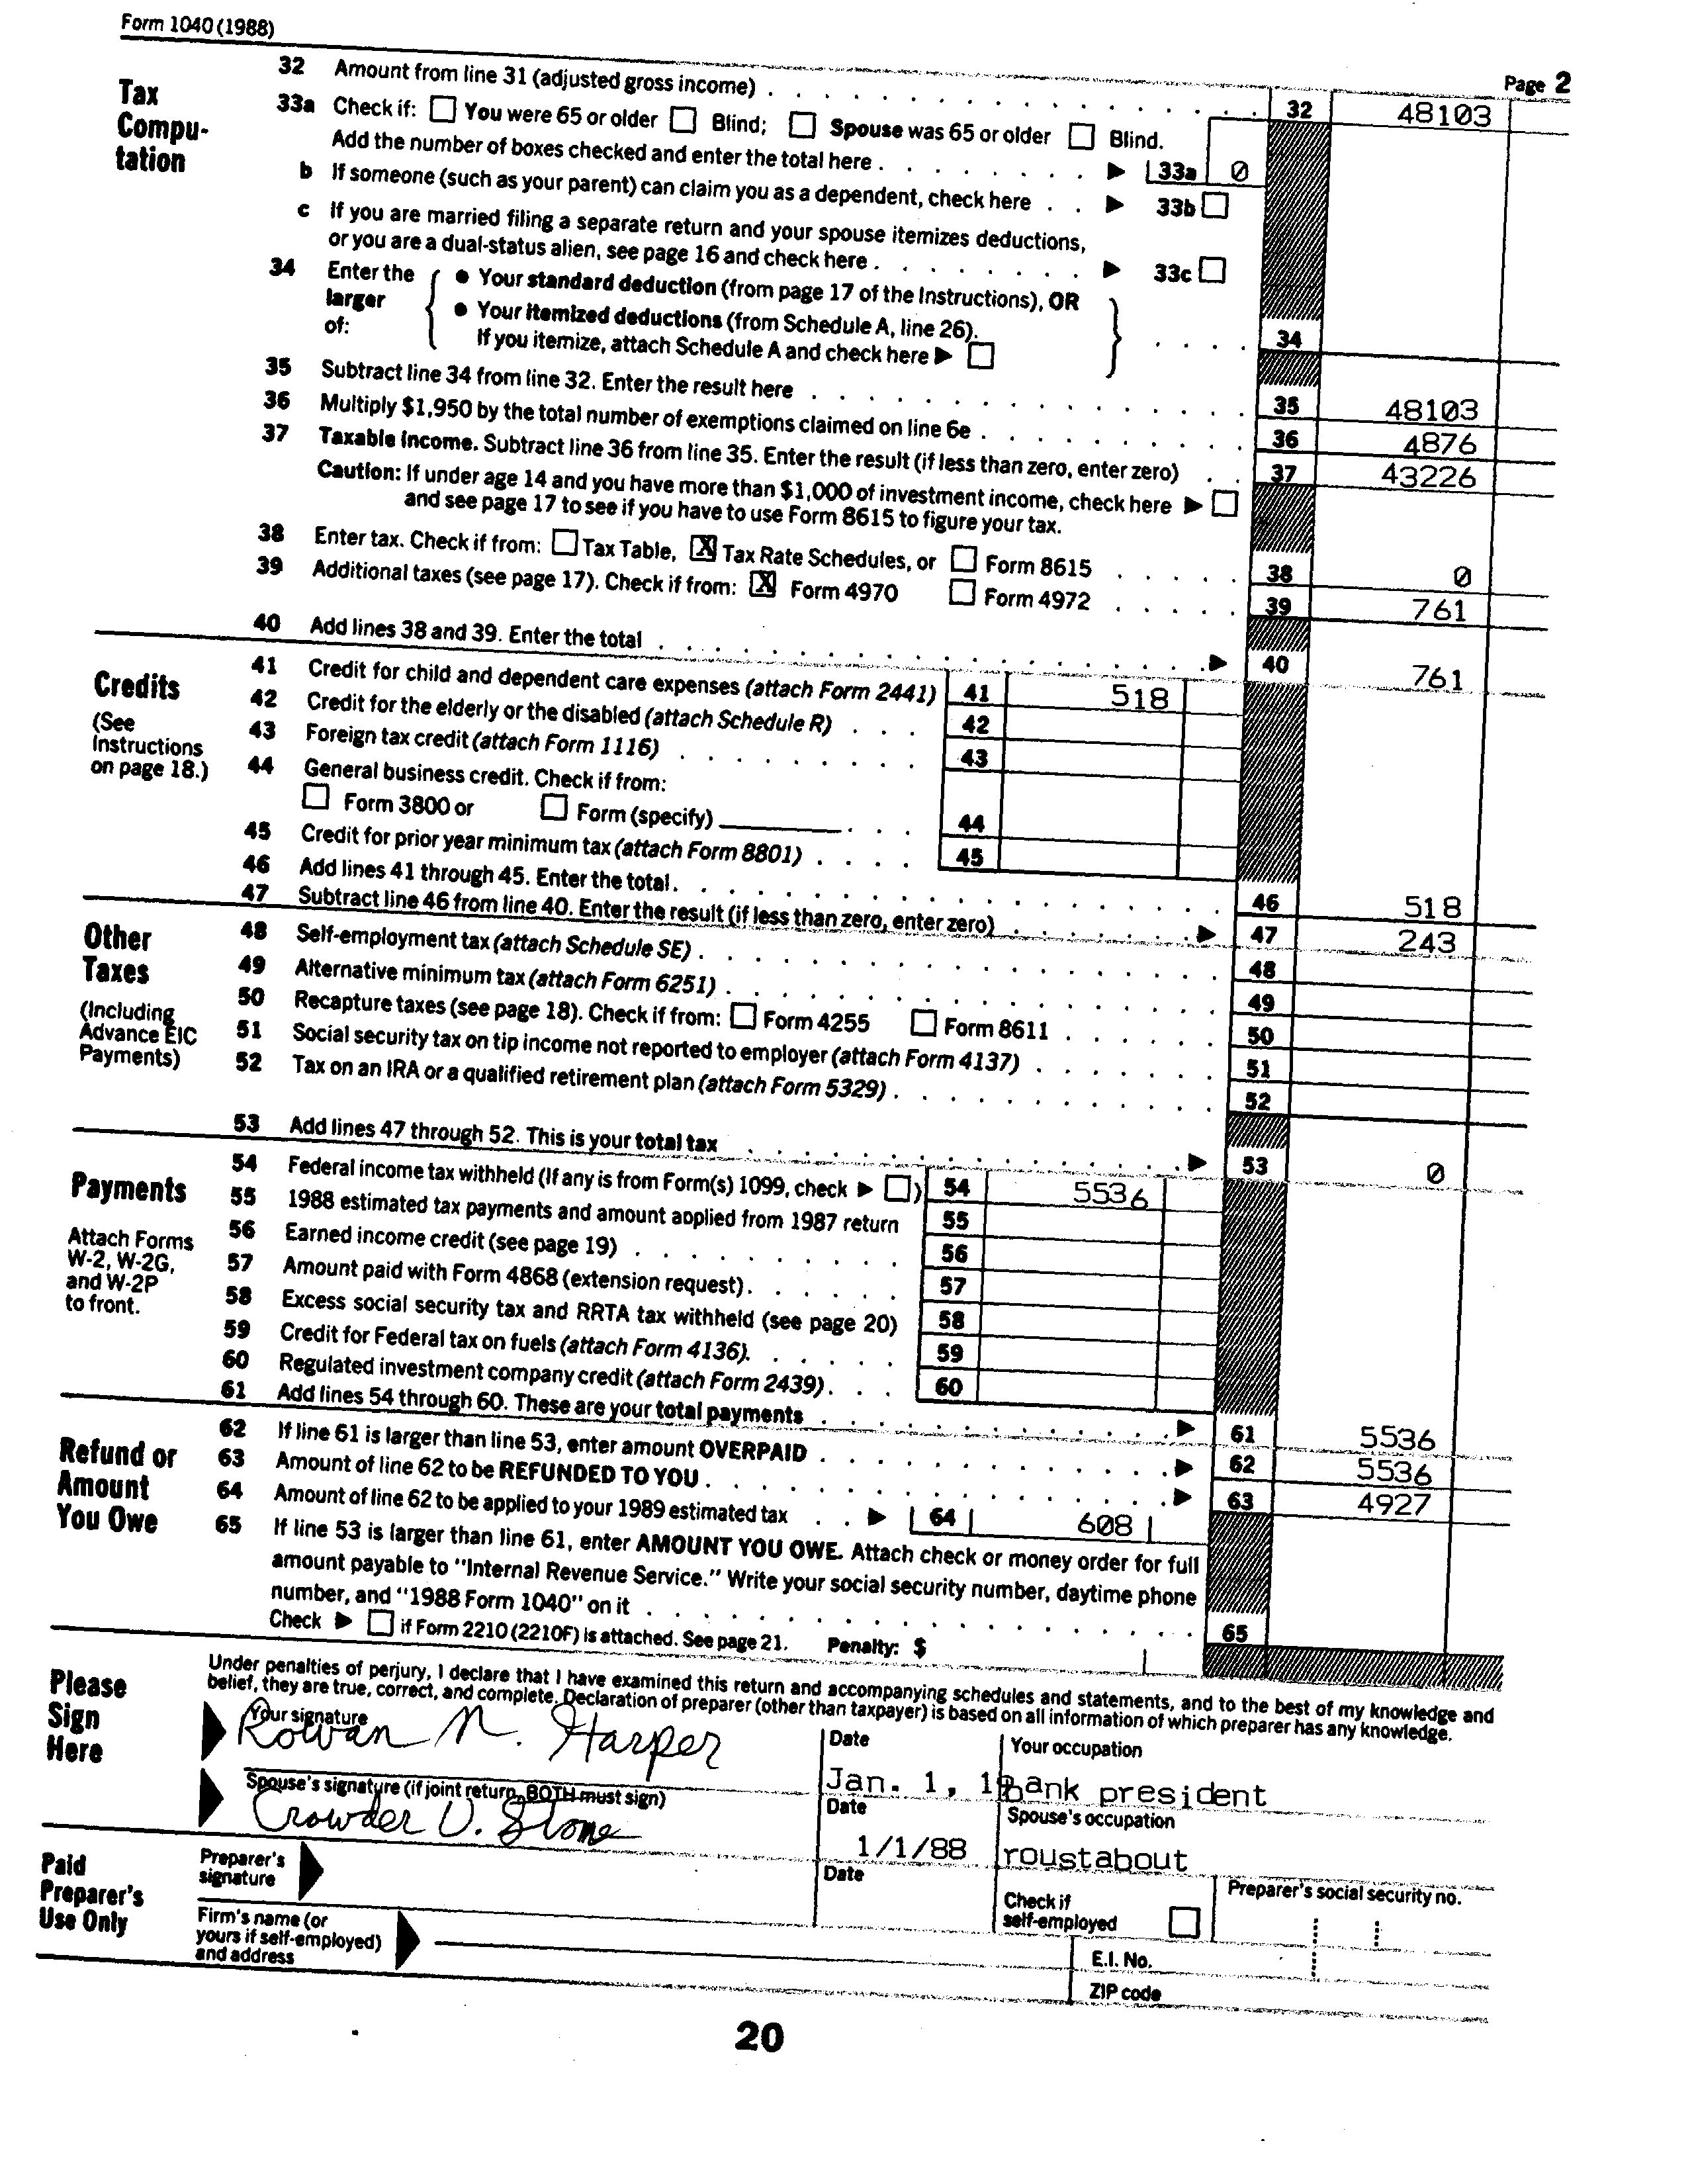 Form 1040 (1988)
Page 2
Tax Compu-tation
32 Amount from line 31 (adjusted gross income) . . . 32 48103
33a Check if: ☐ You were 65 or older ☐ Blind; ☐ Spouse was 65 or older ☐ Blind.
Add the number of boxes checked and enter the total here . . . ▶ 33a 0
b If someone (such as your parent) can claim you as a dependent, check here . . ▶ 33b ☐
c If you are married filing a separate return and your spouse itemizes deductions,
or you are a dual-status alien, see page 16 and check here . . . ▶ 33c ☐
34 Enter the larger of: { ● Your standard deduction (from page 17 of the Instructions), OR
● Your itemized deductions (from Schedule A, line 26).
If you itemize, attach Schedule A and check here ▶ ☐ } . . . . 34
35 Subtract line 34 from line 32. Enter the result here . . . 35 48103
36 Multiply $1,950 by the total number of exemptions claimed on line 6e . . . 36 4876
37 Taxable income. Subtract line 36 from line 35. Enter the result (if less than zero, enter zero) . . 37 43226
Caution: If under age 14 and you have more than $1,000 of investment income, check here ▶ ☐
and see page 17 to see if you have to use Form 8615 to figure your tax.
38 Enter tax. Check if from: ☐ Tax Table, ☒ Tax Rate Schedules, or ☐ Form 8615 . . . 38 0
39 Additional taxes (see page 17). Check if from: ☒ Form 4970 ☐ Form 4972 . . . 39 761
40 Add lines 38 and 39. Enter the total . . . ▶ 40 761
Credits
(See Instructions on page 18.)
41 Credit for child and dependent care expenses (attach Form 2441) 41 518
42 Credit for the elderly or the disabled (attach Schedule R) . . . 42
43 Foreign tax credit (attach Form 1116) . . . 43
44 General business credit. Check if from:
☐ Form 3800 or ☐ Form (specify) ________ . . . 44
45 Credit for prior year minimum tax (attach Form 8801) . . . . 45
46 Add lines 41 through 45. Enter the total . . . 46 518
47 Subtract line 46 from line 40. Enter the result (if less than zero, enter zero) . . . ▶ 47 243
Other Taxes
(Including Advance EIC Payments)
48 Self-employment tax (attach Schedule SE) . . . 48
49 Alternative minimum tax (attach Form 6251) . . . 49
50 Recapture taxes (see page 18). Check if from: ☐ Form 4255 ☐ Form 8611 . . . 50
51 Social security tax on tip income not reported to employer (attach Form 4137) . . . 51
52 Tax on an IRA or a qualified retirement plan (attach Form 5329) . . . 52
53 Add lines 47 through 52. This is your total tax . . . ▶ 53 0
Payments
Attach Forms W-2, W-2G, and W-2P to front.
54 Federal income tax withheld (If any is from Form(s) 1099, check ▶ ☐) 54 5536
55 1988 estimated tax payments and amount applied from 1987 return 55
56 Earned income credit (see page 19) . . . 56
57 Amount paid with Form 4868 (extension request) . . . 57
58 Excess social security tax and RRTA tax withheld (see page 20) 58
59 Credit for Federal tax on fuels (attach Form 4136) . . . 59
60 Regulated investment company credit (attach Form 2439) . . . 60
61 Add lines 54 through 60. These are your total payments . . . ▶ 61 5536
Refund or Amount You Owe
62 If line 61 is larger than line 53, enter amount OVERPAID . . . ▶ 62 5536
63 Amount of line 62 to be REFUNDED TO YOU . . . ▶ 63 4927
64 Amount of line 62 to be applied to your 1989 estimated tax . . ▶ 64 608
65 If line 53 is larger than line 61, enter AMOUNT YOU OWE. Attach check or money order for full
amount payable to "Internal Revenue Service." Write your social security number, daytime phone
number, and "1988 Form 1040" on it . . . 65
Check ▶ ☐ if Form 2210 (2210F) is attached. See page 21. Penalty: $
Please Sign Here
Under penalties of perjury, I declare that I have examined this return and accompanying schedules and statements, and to the best of my knowledge and
belief, they are true, correct, and complete. Declaration of preparer (other than taxpayer) is based on all information of which preparer has any knowledge.
Your signature Date Your occupation
Rowan N. Harper Jan. 1, 19 bank president
Spouse's signature (if joint return, BOTH must sign) Date Spouse's occupation
Crowder V. Stone 1/1/88 roustabout
Paid Preparer's Use Only
Preparer's signature Date Check if self-employed ☐ Preparer's social security no.
Firm's name (or yours if self-employed) and address
E.I. No.
ZIP code
20